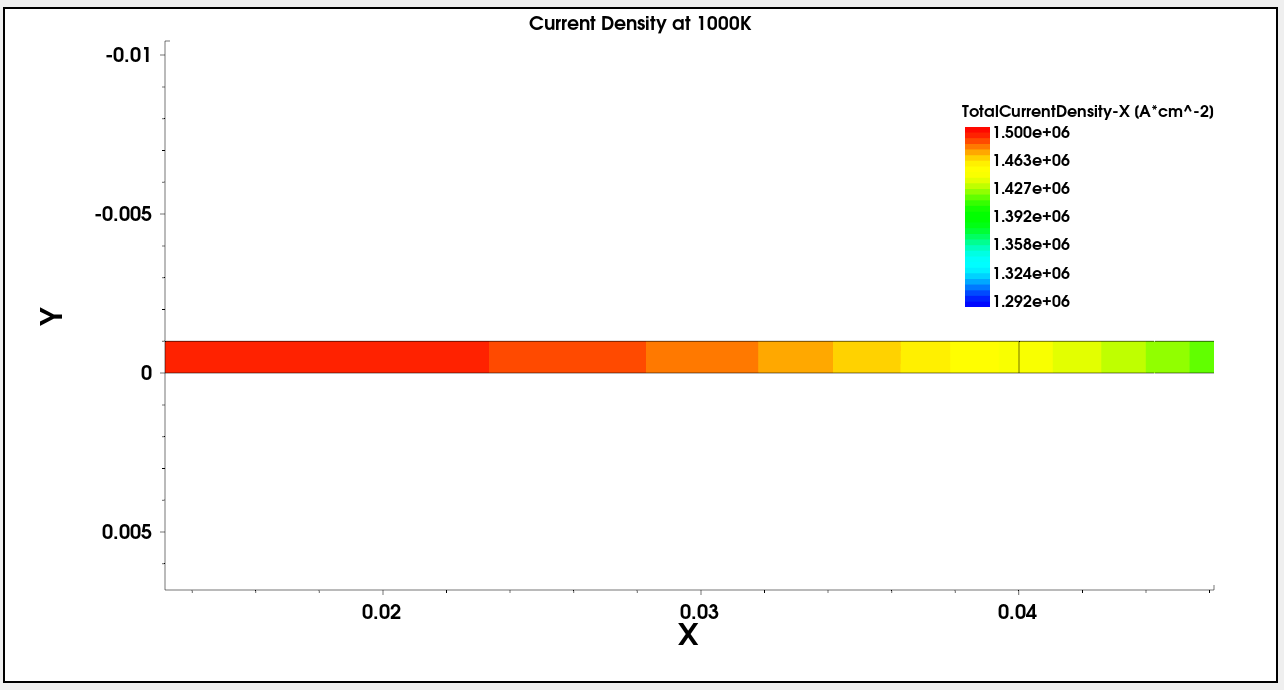 Current Density at 1000K
-0.01
TotalCurrentDensity-X (A*cm^-2)
1.500e+06
1.463e+06
1.427e+06
1.392e+06
1.358e+06
1.324e+06
1.292e+06
-0.005
Y
0
0.005
0.02 0.03 0.04
X